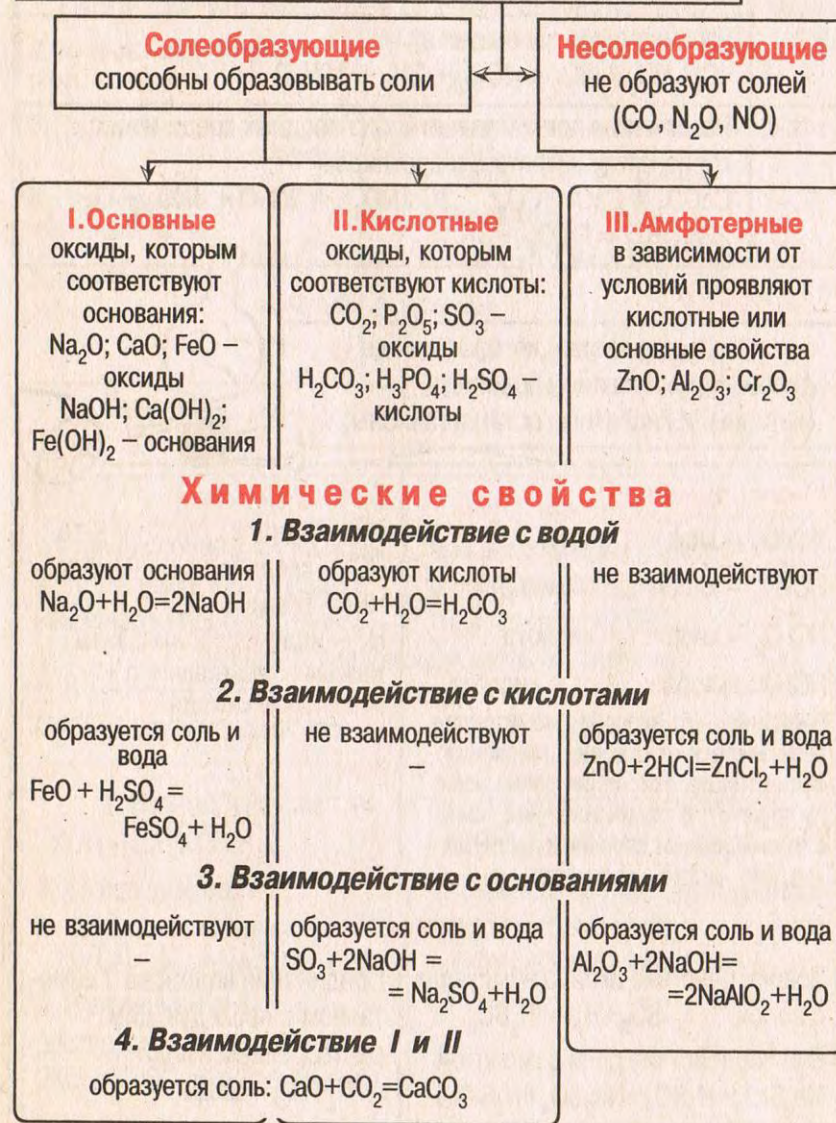 Солеобразующие
способны образовывать соли
Несолеобразующие
не образуют солей
(CO, N₂O, NO)
I.Основные
оксиды, которым
соответствуют
основания:
Na₂O; CaO; FeO –
оксиды
NaOH; Ca(OH)₂;
Fe(OH)₂ – основания
II.Кислотные
оксиды, которым
соответствуют кислоты:
CO₂; P₂O₅; SO₃ –
оксиды
H₂CO₃; H₃PO₄; H₂SO₄ –
кислоты
III.Амфотерные
в зависимости от
условий проявляют
кислотные или
основные свойства
ZnO; Al₂O₃; Cr₂O₃
Химические свойства
1. Взаимодействие с водой
образуют основания
Na₂O+H₂O=2NaOH
образуют кислоты
CO₂+H₂O=H₂CO₃
не взаимодействуют
2. Взаимодействие с кислотами
образуется соль и
вода
FeO + H₂SO₄ =
FeSO₄ + H₂O
не взаимодействуют
–
образуется соль и вода
ZnO+2HCl=ZnCl₂+H₂O
3. Взаимодействие с основаниями
не взаимодействуют
–
образуется соль и вода
SO₃+2NaOH =
= Na₂SO₄+H₂O
образуется соль и вода
Al₂O₃+2NaOH=
=2NaAlO₂+H₂O
4. Взаимодействие I и II
образуется соль: CaO+CO₂=CaCO₃